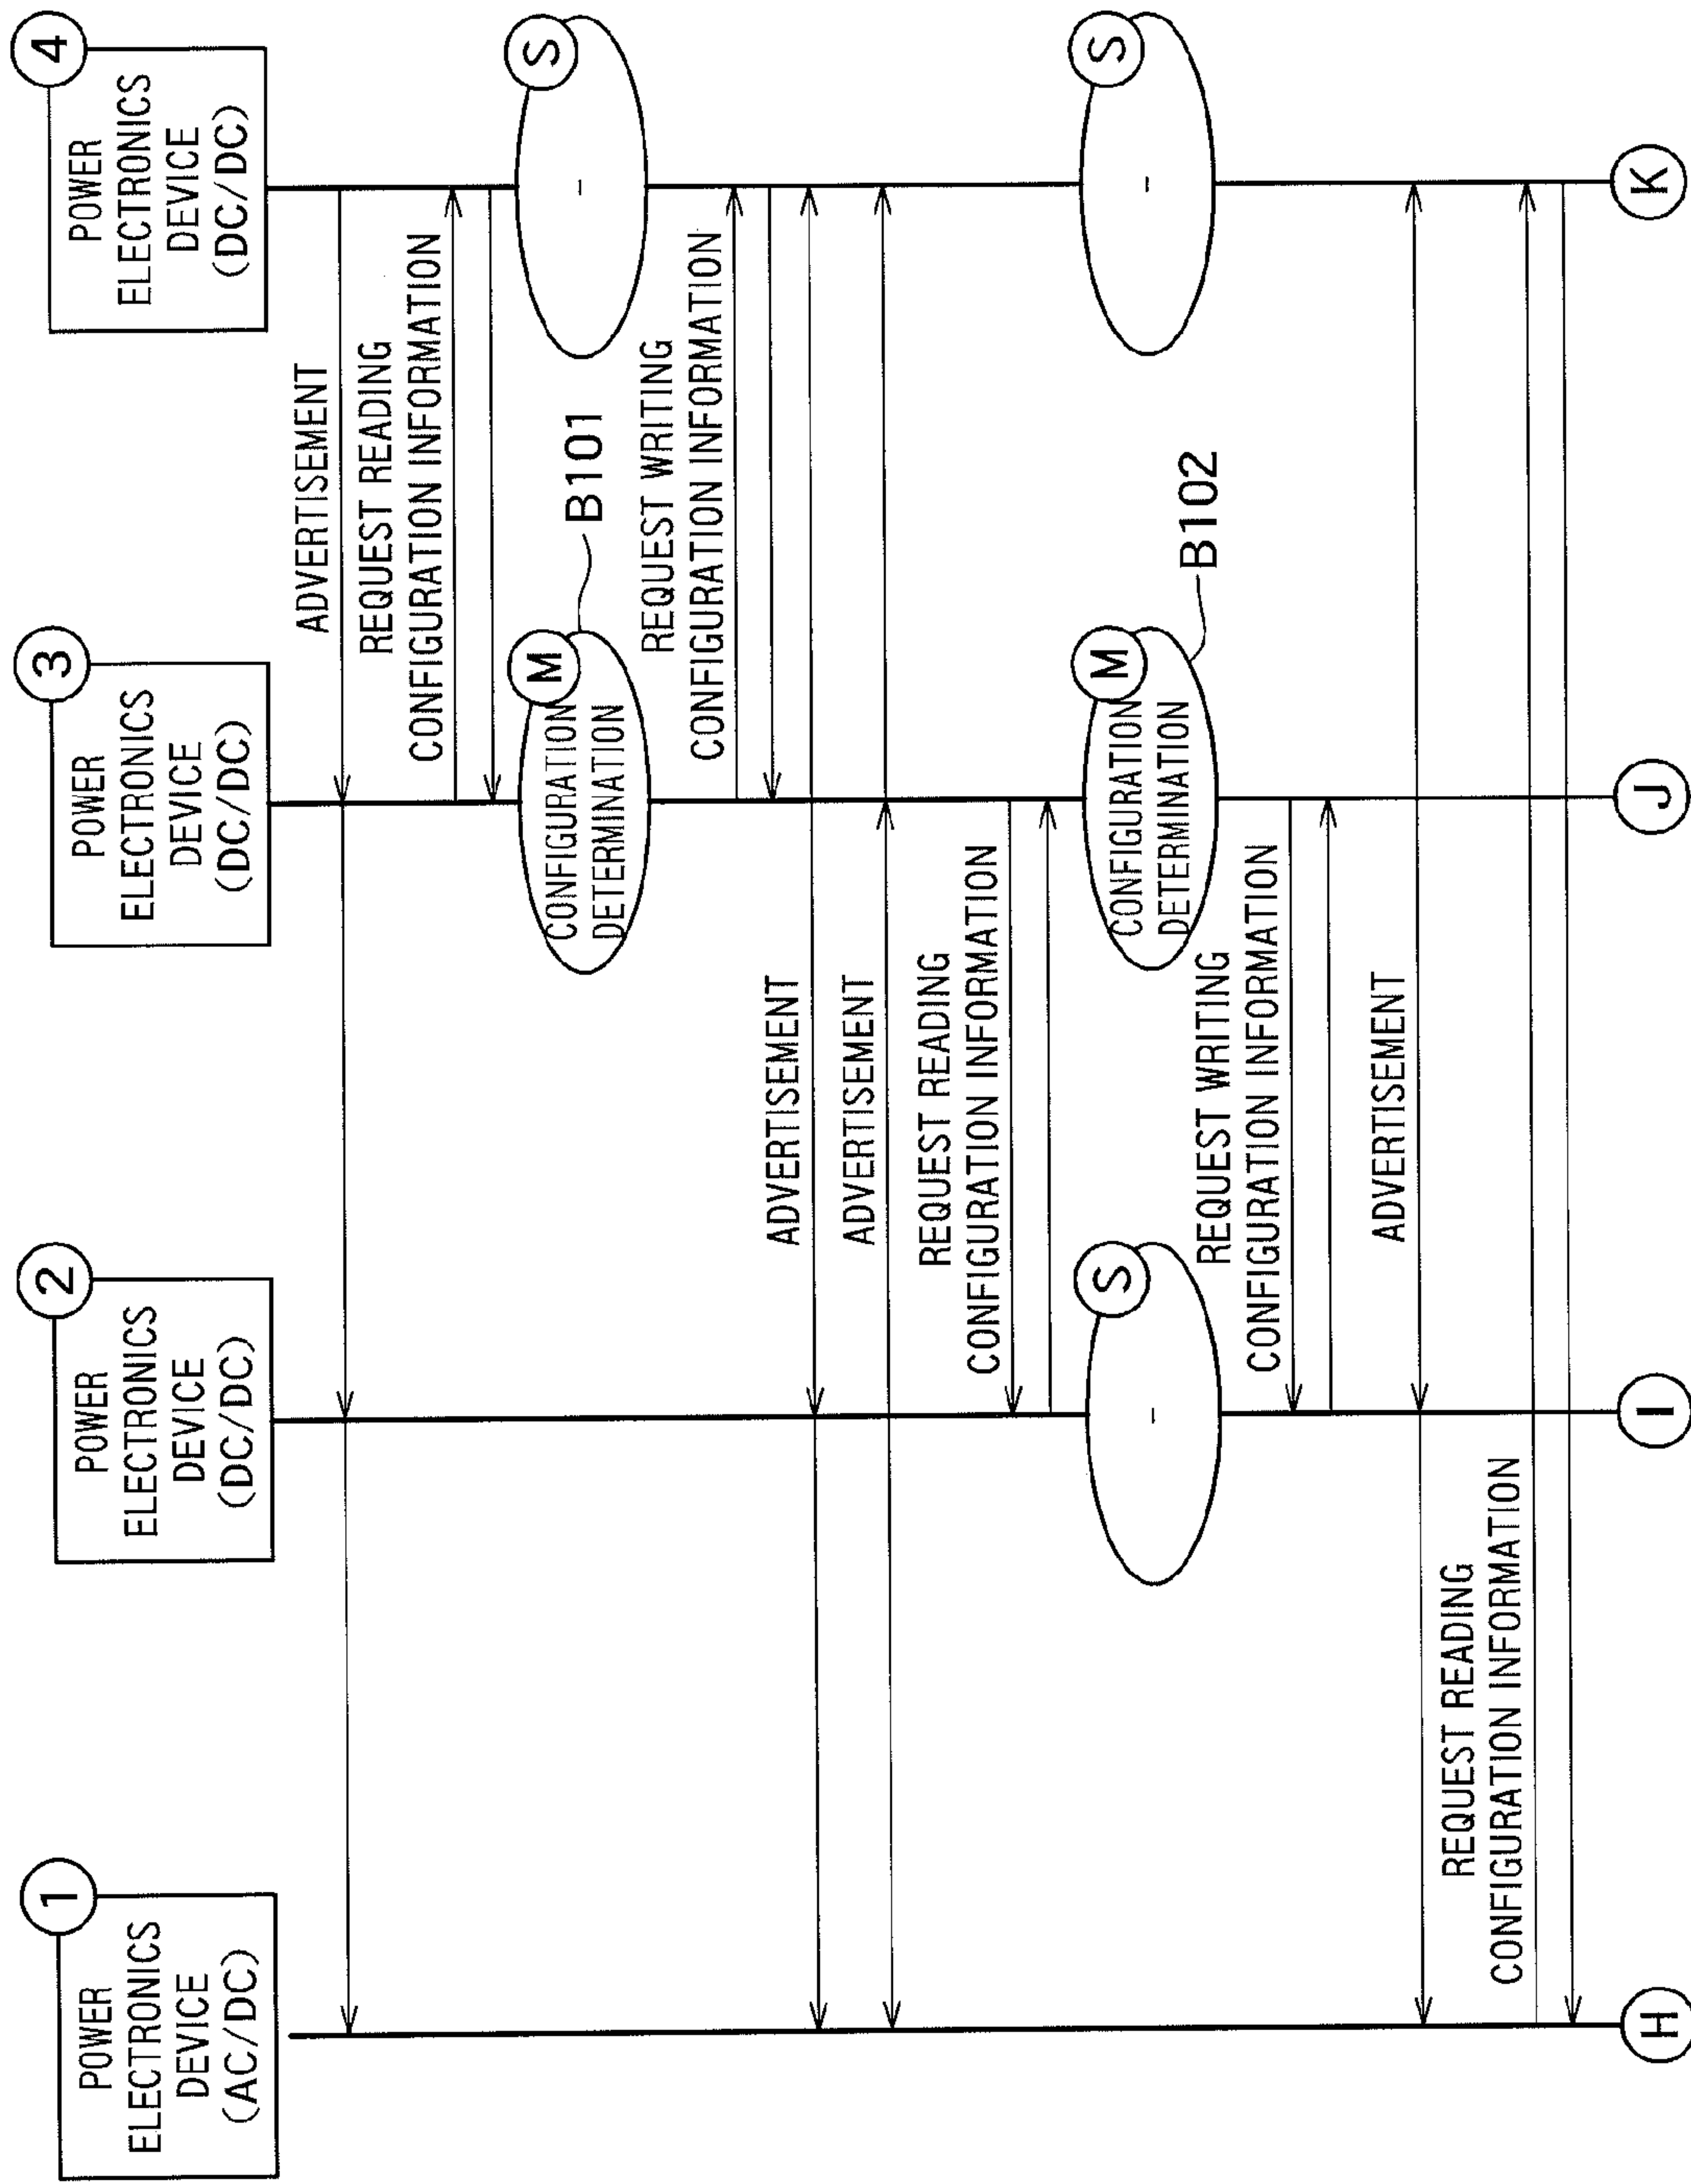 1
POWER
ELECTRONICS
DEVICE
(AC/DC)
2
POWER
ELECTRONICS
DEVICE
(DC/DC)
3
POWER
ELECTRONICS
DEVICE
(DC/DC)
4
POWER
ELECTRONICS
DEVICE
(DC/DC)
ADVERTISEMENT
REQUEST READING
CONFIGURATION INFORMATION
M
CONFIGURATION
DETERMINATION
B101
S
-
REQUEST WRITING
CONFIGURATION INFORMATION
ADVERTISEMENT
ADVERTISEMENT
REQUEST READING
CONFIGURATION INFORMATION
S
-
M
CONFIGURATION
DETERMINATION
B102
S
-
REQUEST WRITING
CONFIGURATION INFORMATION
ADVERTISEMENT
REQUEST READING
CONFIGURATION INFORMATION
H
I
J
K